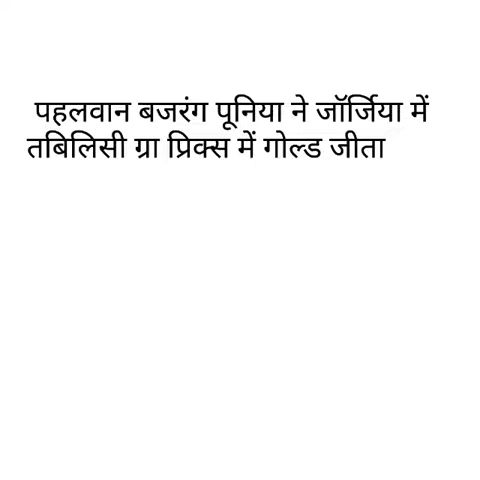 पहलवान बजरंग पूनिया ने जॉर्जिया में
तबिलिसी ग्रा प्रिक्स में गोल्ड जीता